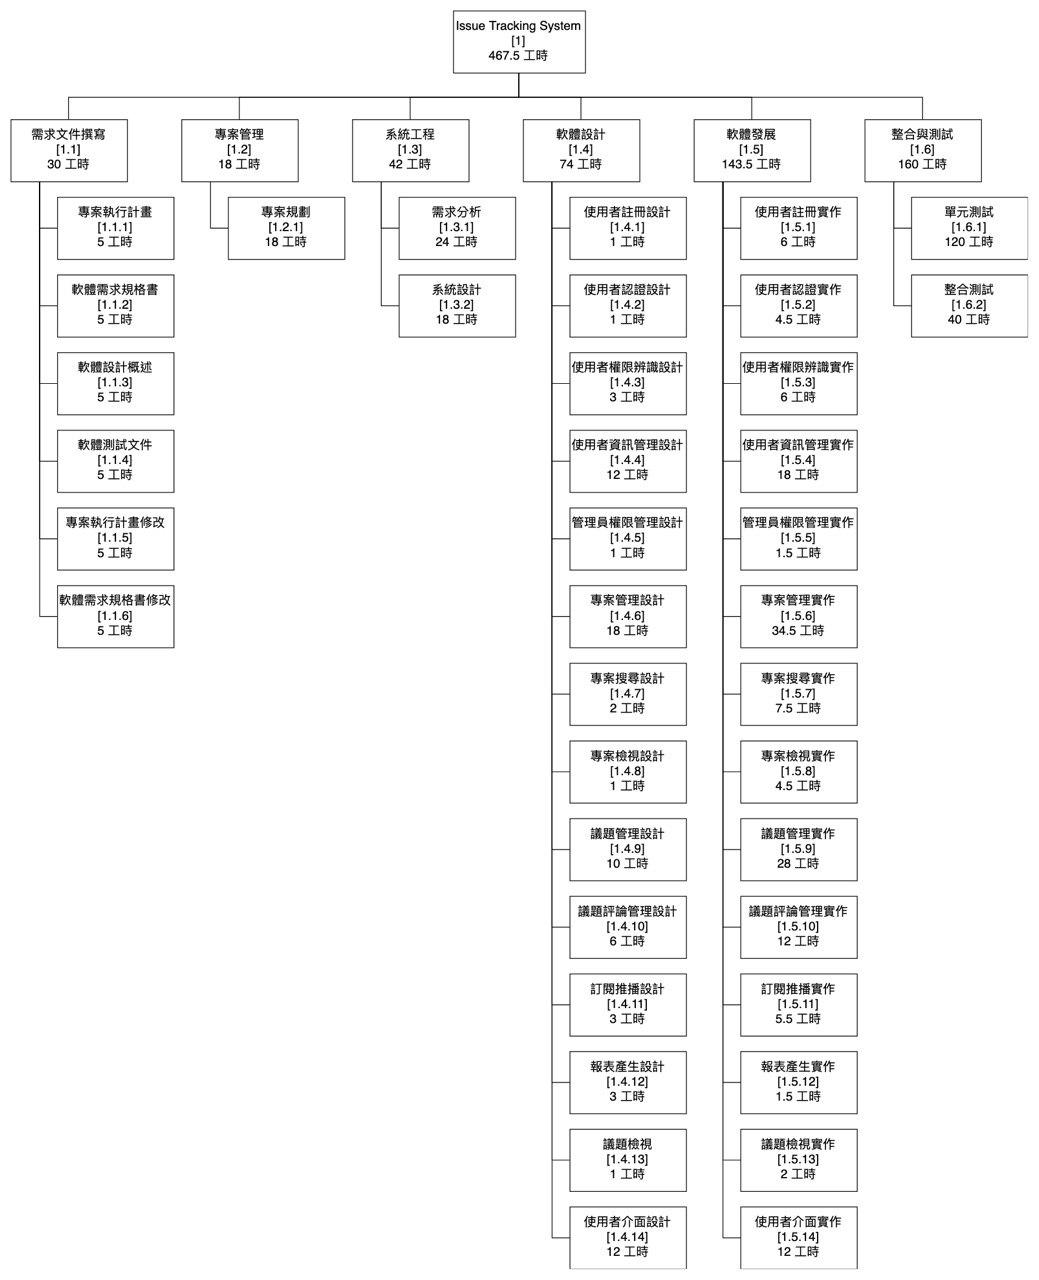 Issue Tracking System
[1]
467.5 工時
需求文件撰寫
[1.1]
30 工時
專案執行計畫
[1.1.1]
5 工時
軟體需求規格書
[1.1.2]
5 工時
軟體設計概述
[1.1.3]
5 工時
軟體測試文件
[1.1.4]
5 工時
專案執行計畫修改
[1.1.5]
5 工時
軟體需求規格書修改
[1.1.6]
5 工時
專案管理
[1.2]
18 工時
專案規劃
[1.2.1]
18 工時
系統工程
[1.3]
42 工時
需求分析
[1.3.1]
24 工時
系統設計
[1.3.2]
18 工時
軟體設計
[1.4]
74 工時
使用者註冊設計
[1.4.1]
1 工時
使用者認證設計
[1.4.2]
1 工時
使用者權限辨識設計
[1.4.3]
3 工時
使用者資訊管理設計
[1.4.4]
12 工時
管理員權限管理設計
[1.4.5]
1 工時
專案管理設計
[1.4.6]
18 工時
專案搜尋設計
[1.4.7]
2 工時
專案檢視設計
[1.4.8]
1 工時
議題管理設計
[1.4.9]
10 工時
議題評論管理設計
[1.4.10]
6 工時
訂閱推播設計
[1.4.11]
3 工時
報表產生設計
[1.4.12]
3 工時
議題檢視
[1.4.13]
1 工時
使用者介面設計
[1.4.14]
12 工時
軟體發展
[1.5]
143.5 工時
使用者註冊實作
[1.5.1]
6 工時
使用者認證實作
[1.5.2]
4.5 工時
使用者權限辨識實作
[1.5.3]
6 工時
使用者資訊管理實作
[1.5.4]
18 工時
管理員權限管理實作
[1.5.5]
1.5 工時
專案管理實作
[1.5.6]
34.5 工時
專案搜尋實作
[1.5.7]
7.5 工時
專案檢視實作
[1.5.8]
4.5 工時
議題管理實作
[1.5.9]
28 工時
議題評論管理實作
[1.5.10]
12 工時
訂閱推播實作
[1.5.11]
5.5 工時
報表產生實作
[1.5.12]
1.5 工時
議題檢視實作
[1.5.13]
2 工時
使用者介面實作
[1.5.14]
12 工時
整合與測試
[1.6]
160 工時
單元測試
[1.6.1]
120 工時
整合測試
[1.6.2]
40 工時